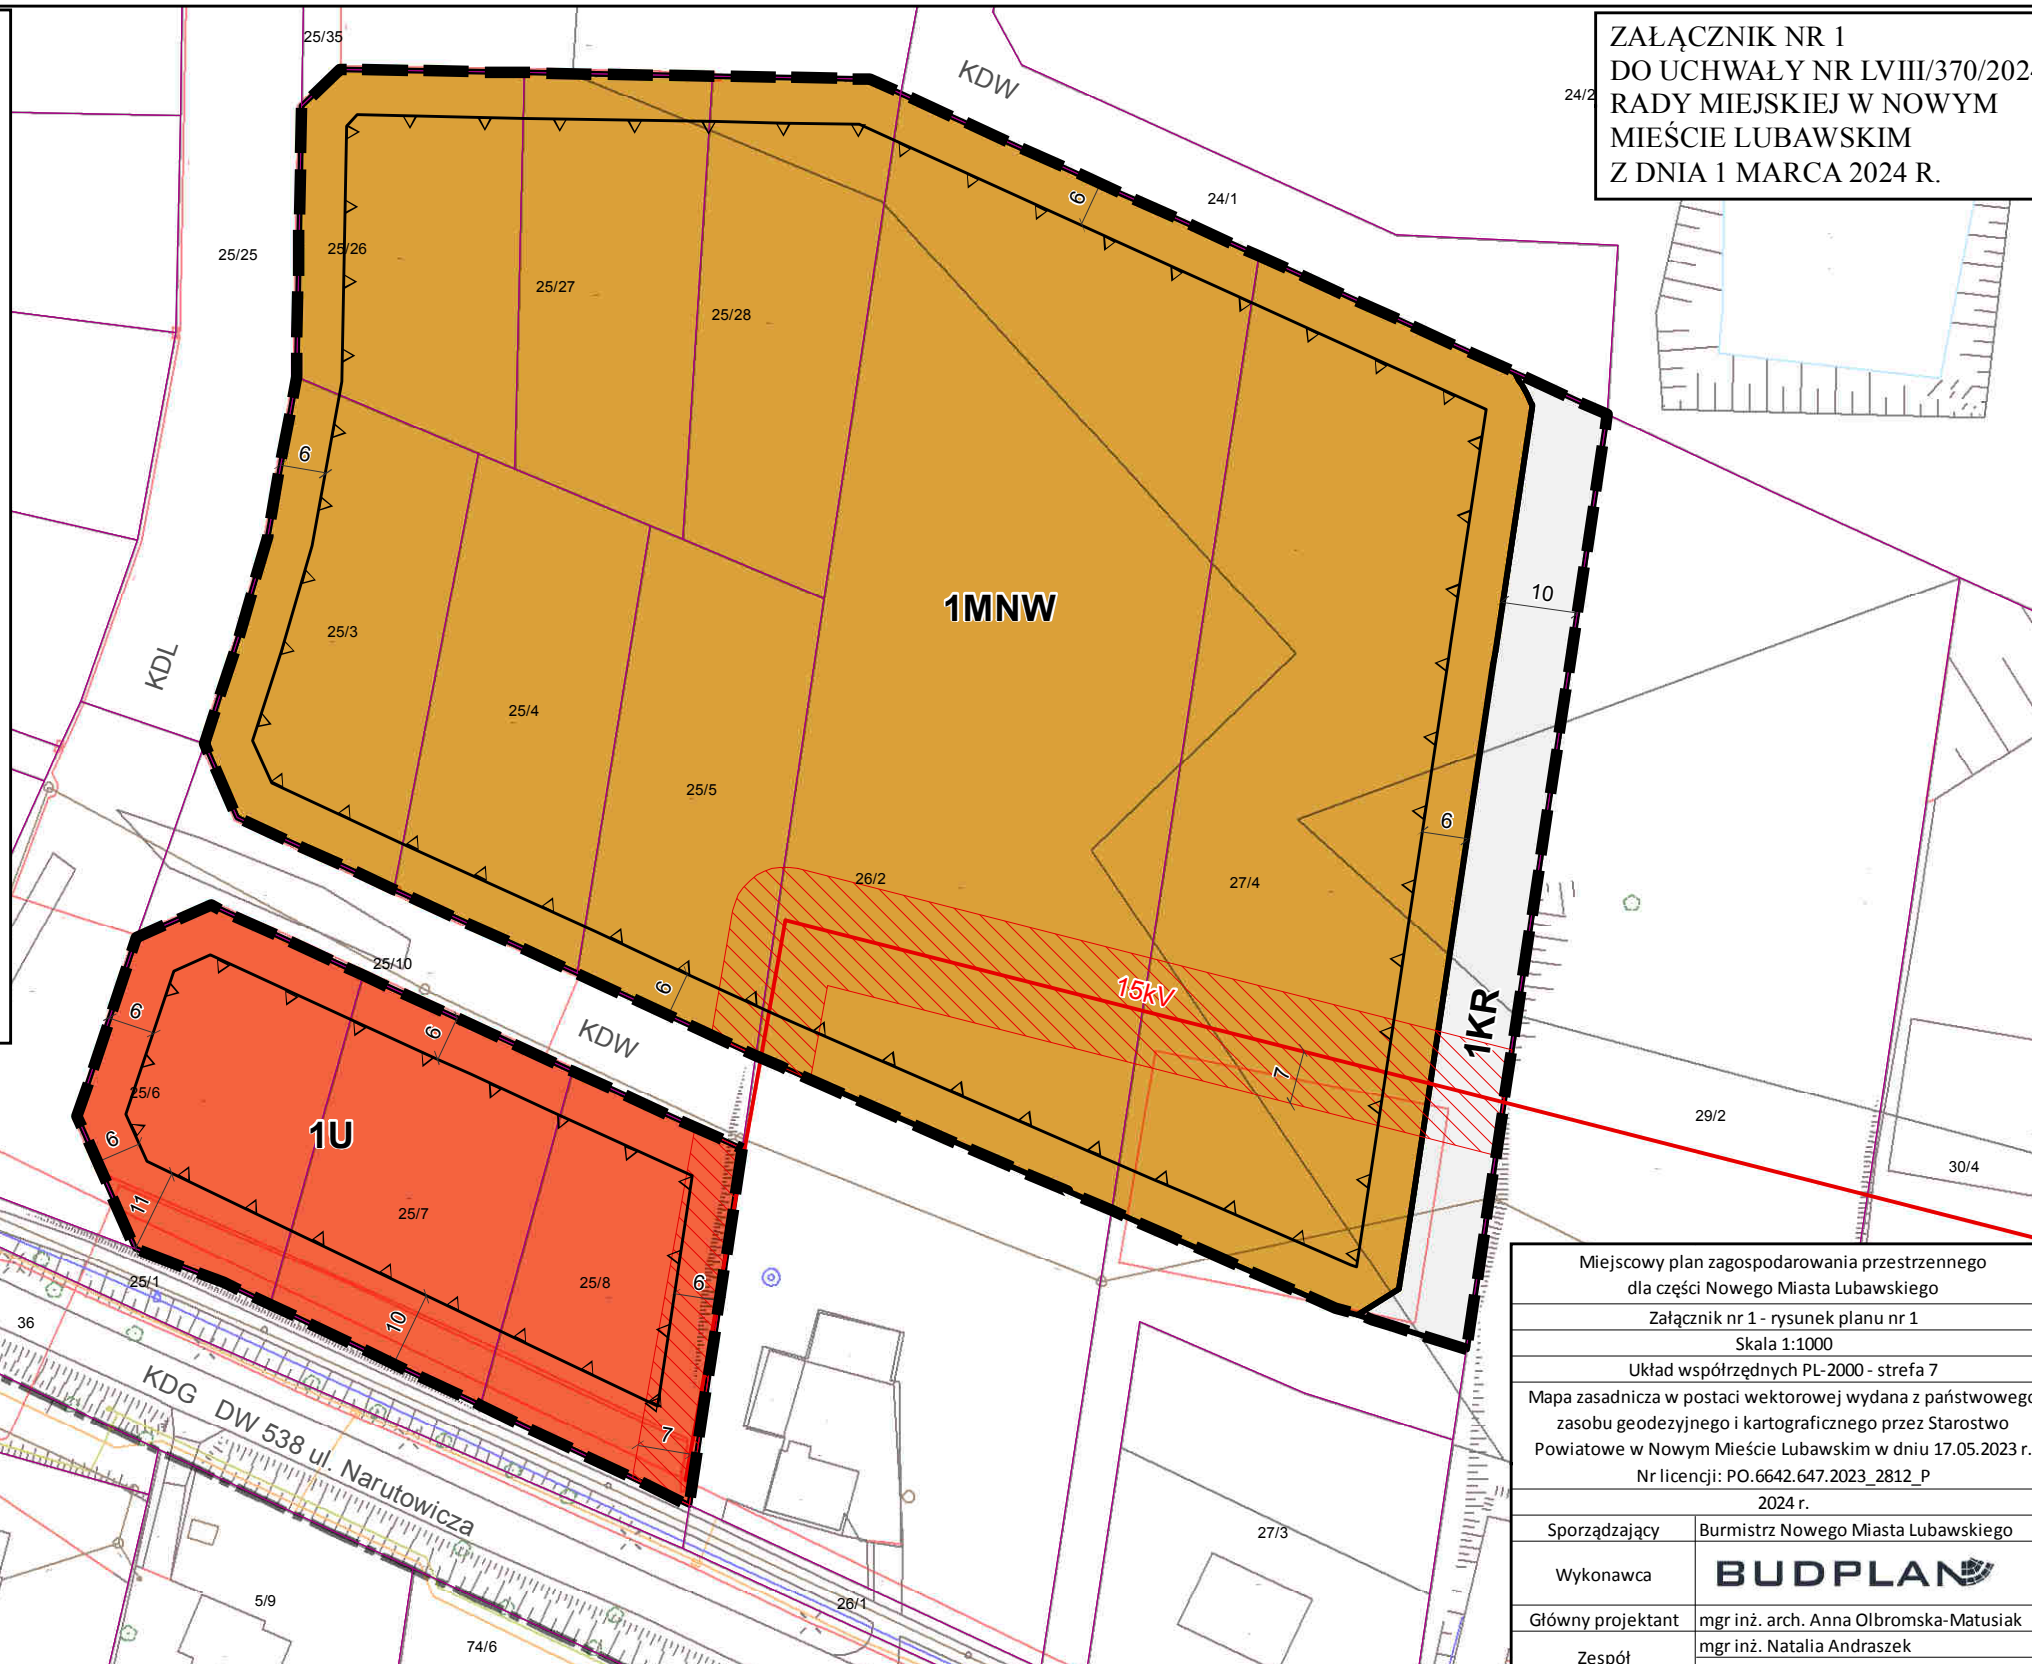 ZAŁĄCZNIK NR 1
DO UCHWAŁY NR LVIII/370/202
RADY MIEJSKIEJ W NOWYM
MIEŚCIE LUBAWSKIM
Z DNIA 1 MARCA 2024 R.
25/35
KDW
24/2
24/1
6
25/25
25/26
25/27
25/28
6
1MNW
10
25/3
KDL
25/4
25/5
6
26/2
27/4
25/10
6
15kV
1KR
6
6
KDW
7
25/6
1U
29/2
6
30/4
11
25/7
25/1
25/8
6
10
36
7
KDG
DW 538 ul. Narutowicza
27/3
5/9
26/1
74/6
Miejscowy plan zagospodarowania przestrzennego
dla części Nowego Miasta Lubawskiego
Załącznik nr 1 - rysunek planu nr 1
Skala 1:1000
Układ współrzędnych PL-2000 - strefa 7
Mapa zasadnicza w postaci wektorowej wydana z państwowego
zasobu geodezyjnego i kartograficznego przez Starostwo
Powiatowe w Nowym Mieście Lubawskim w dniu 17.05.2023 r.
Nr licencji: PO.6642.647.2023_2812_P
2024 r.
Sporządzający Burmistrz Nowego Miasta Lubawskiego
Wykonawca BUDPLAN
Główny projektant mgr inż. arch. Anna Olbromska-Matusiak
Zespół mgr inż. Natalia Andraszek